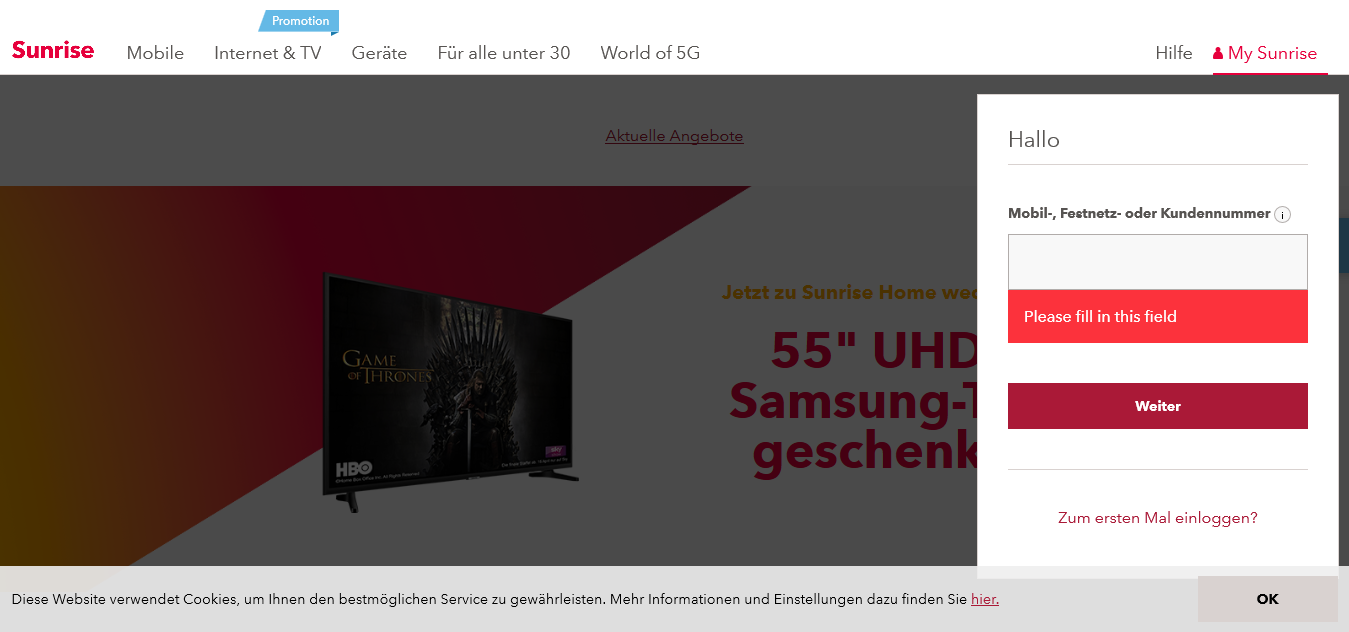 Promotion
Sunrise
Mobile
Internet & TV
Geräte
Für alle unter 30
World of 5G
Hilfe
My Sunrise
Aktuelle Angebote
Hallo
Mobil-, Festnetz- oder Kundennummer i
Please fill in this field
Weiter
Zum ersten Mal einloggen?
Jetzt zu Sunrise Home wec
55" UHD
Samsung-T
geschenk
GAME
OF THRONES
HBO
sky
Diese Website verwendet Cookies, um Ihnen den bestmöglichen Service zu gewährleisten. Mehr Informationen und Einstellungen dazu finden Sie hier.
OK